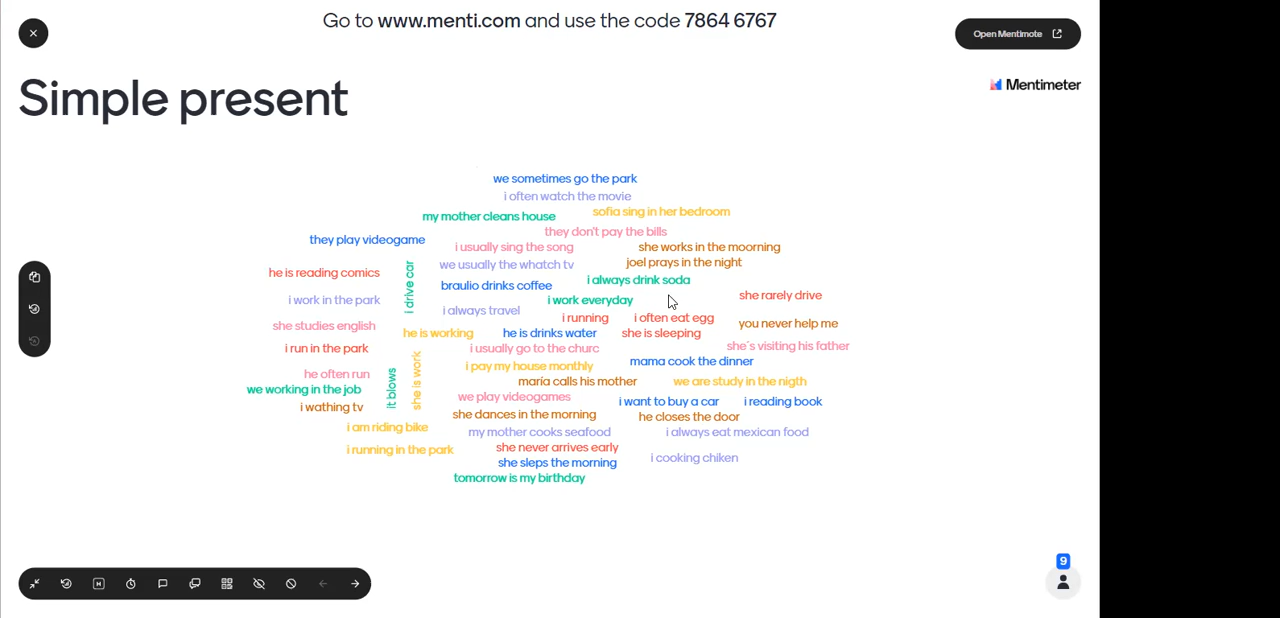 Go to www.menti.com and use the code 7864 6767
Open Mentimote
Mentimeter
Simple present
we sometimes go the park
i often watch the movie
sofia sing in her bedroom
my mother cleans house
they don't pay the bills
they play videogame
i usually sing the song
she works in the moorning
we usually the whatch tv
joel prays in the night
he is reading comics
i drive car
braulio drinks coffee
i always drink soda
she rarely drive
i work in the park
i work everyday
i always travel
i running
i often eat egg
you never help me
she studies english
he is working
he is drinks water
she is sleeping
she´s visiting his father
i run in the park
i usually go to the churc
mama cook the dinner
i pay my house monthly
he often run
it blows
she is work
maría calls his mother
we are study in the nigth
we working in the job
we play videogames
i want to buy a car
i reading book
i wathing tv
she dances in the morning
he closes the door
i am riding bike
my mother cooks seafood
i always eat mexican food
i running in the park
she never arrives early
she sleps the morning
i cooking chiken
tomorrow is my birthday
9
H